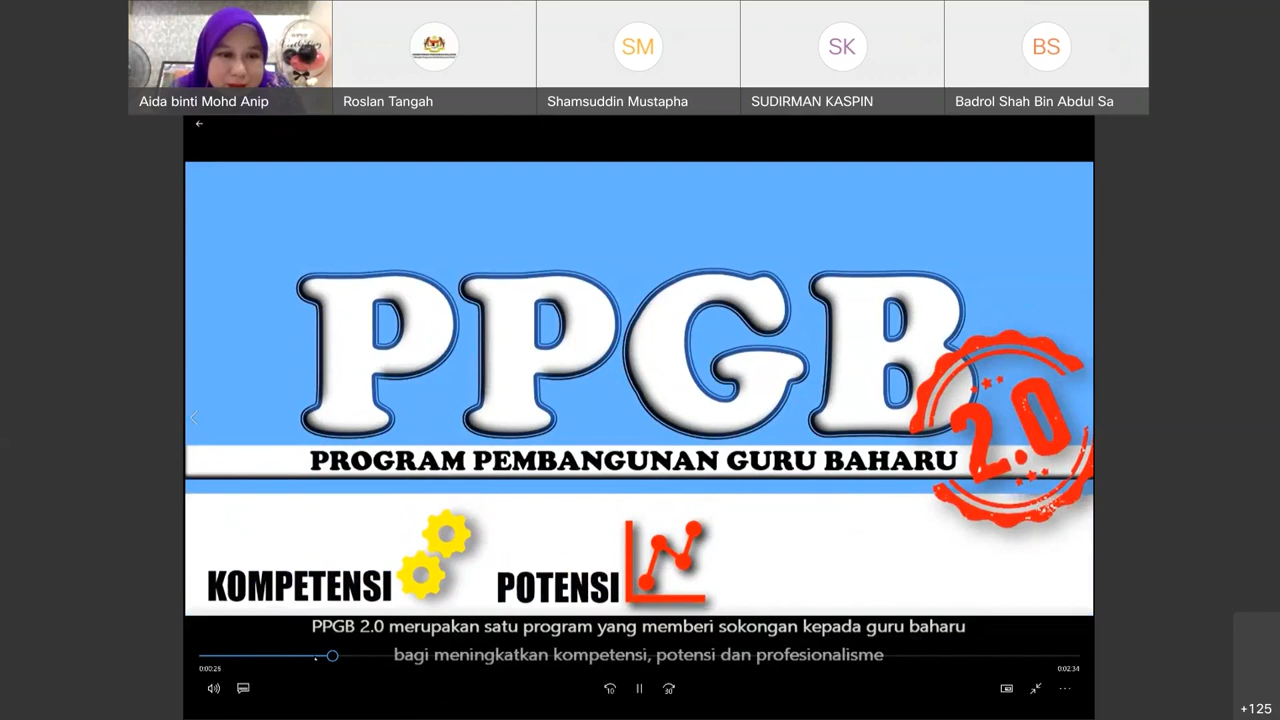 SM
SK
BS
Aida binti Mohd Anip
Roslan Tangah
Shamsuddin Mustapha
SUDIRMAN KASPIN
Badrol Shah Bin Abdul Sa
PPGB
2.0
PROGRAM PEMBANGUNAN GURU BAHARU
KOMPETENSI
POTENSI
PPGB 2.0 merupakan satu program yang memberi sokongan kepada guru baharu
bagi meningkatkan kompetensi, potensi dan profesionalisme
0:00:25
0:02:34
10
30
+125